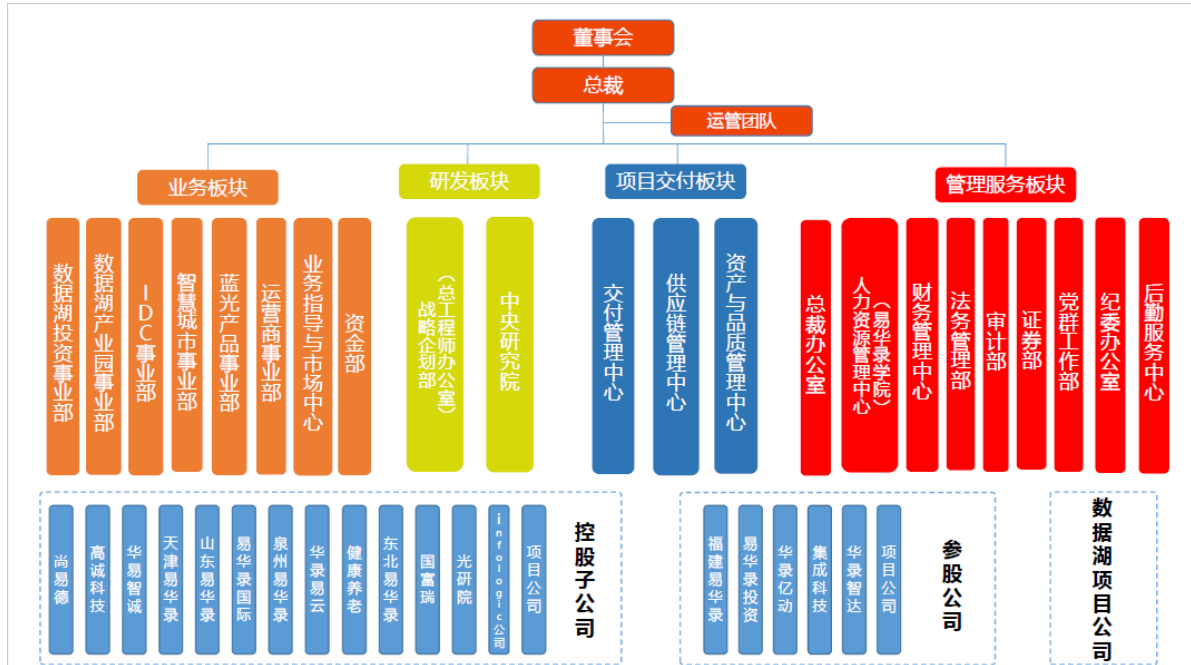 董事会
总裁
运管团队
业务板块
研发板块
项目交付板块
管理服务板块
数据湖投资事业部
数据湖产业园事业部
IDC事业部
智慧城市事业部
蓝光产品事业部
运营商事业部
业务指导与市场中心
资金部
（总工程师办公室）
战略企划部
中央研究院
交付管理中心
供应链管理中心
资产与品质管理中心
总裁办公室
（易华录学院）
人力资源管理中心
财务管理中心
法务管理部
审计部
证券部
党群工作部
纪委办公室
后勤服务中心
尚易德
高诚科技
华易智诚
天津易华录
山东易华录
易华录国际
泉州易华录
华录易云
健康养老
东北易华录
国富瑞
光研院
infologic公司
项目公司
控股子公司
福建易华录
易华录投资
华录亿动
集成科技
华录智达
项目公司
参股公司
数据湖项目公司